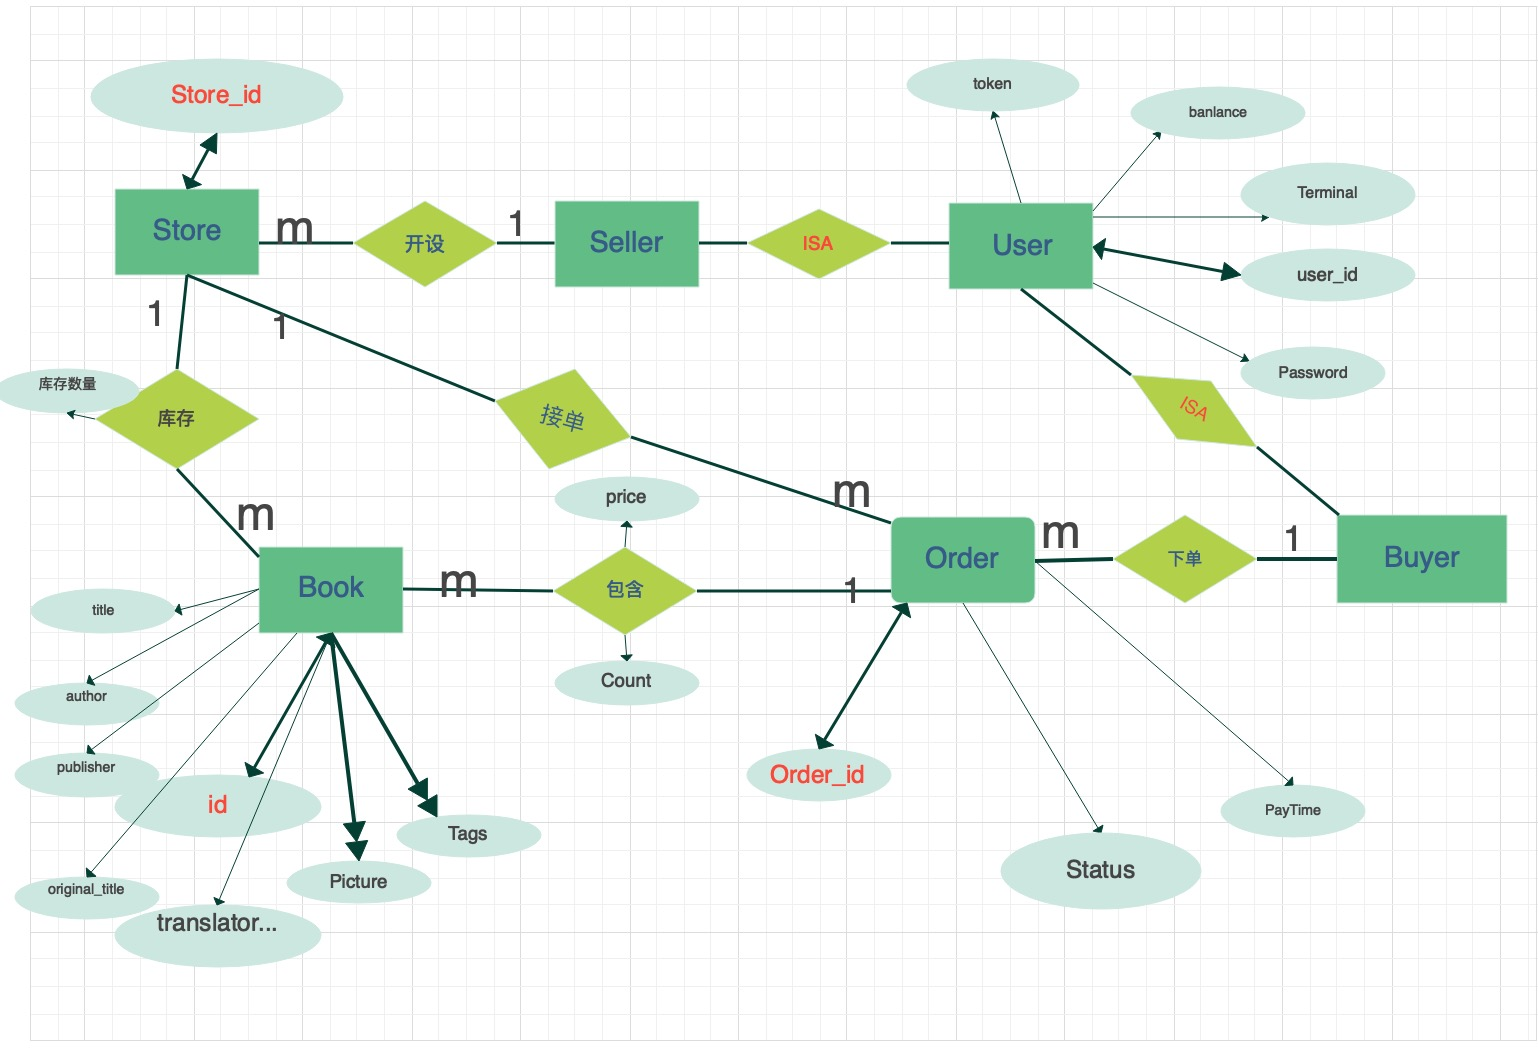 token
Store_id
banlance
Terminal
Store
m
开设
1
Seller
ISA
User
user_id
1
1
Password
库存数量
库存
接单
ISA
price
m
m
Order
m
下单
1
Buyer
Book
m
包含
1
title
author
Count
publisher
id
Order_id
PayTime
Tags
Picture
Status
original_title
translator...